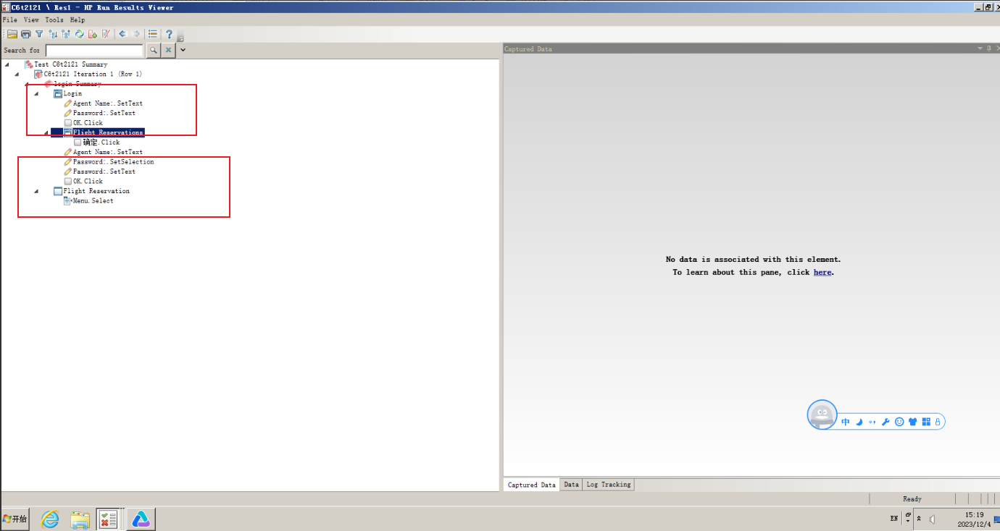 C6t2121 \ Res1 - HP Run Results Viewer
File View Tools Help
Search for
Captured Data
Test C6t2121 Summary
C6t2121 Iteration 1 (Row 1)
login Summary
Login
Agent Name:.SetText
Password:.SetText
OK.Click
Flight Reservations
确定.Click
Agent Name:.SetText
Password:.SetSelection
Password:.SetText
OK.Click
Flight Reservation
Menu.Select
No data is associated with this element.
To learn about this pane, click here.
中
Captured Data Data Log Tracking
Ready
开始
EN
15:19
2023/12/4